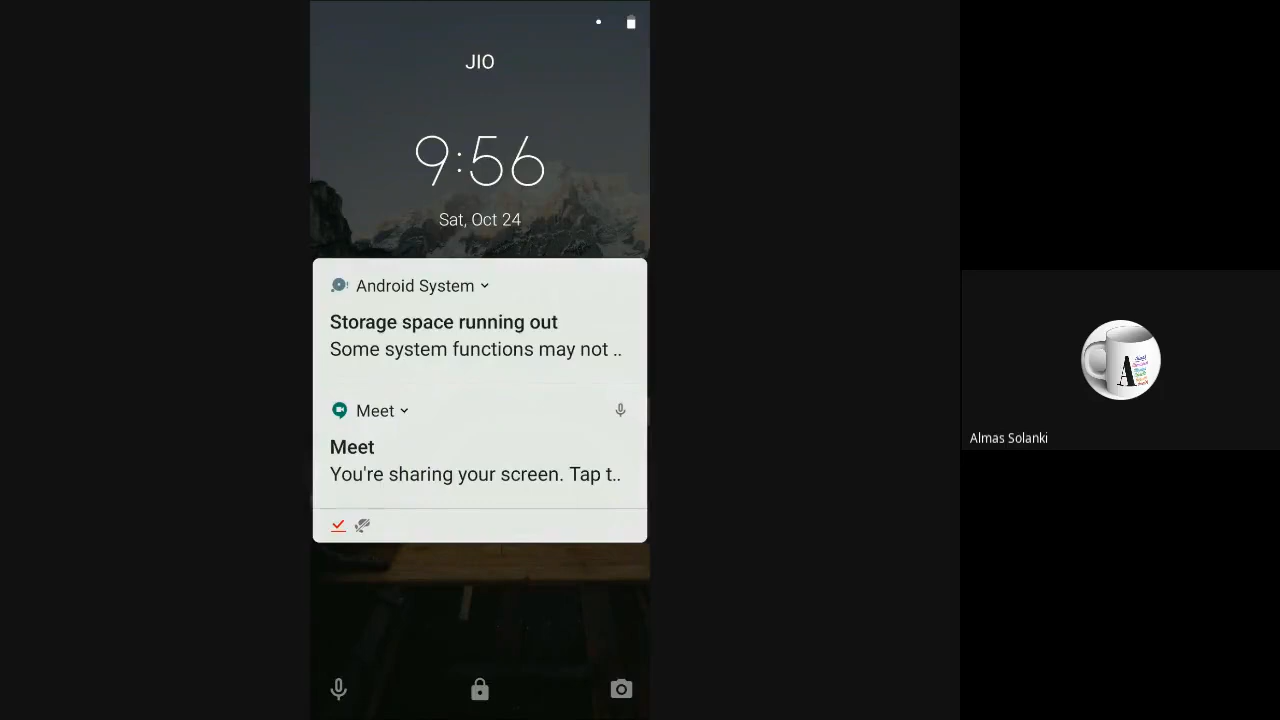 JIO
9:56
Sat, Oct 24
Android System
Storage space running out
Some system functions may not ..
Meet
Meet
You're sharing your screen. Tap t..
A
Almas Solanki